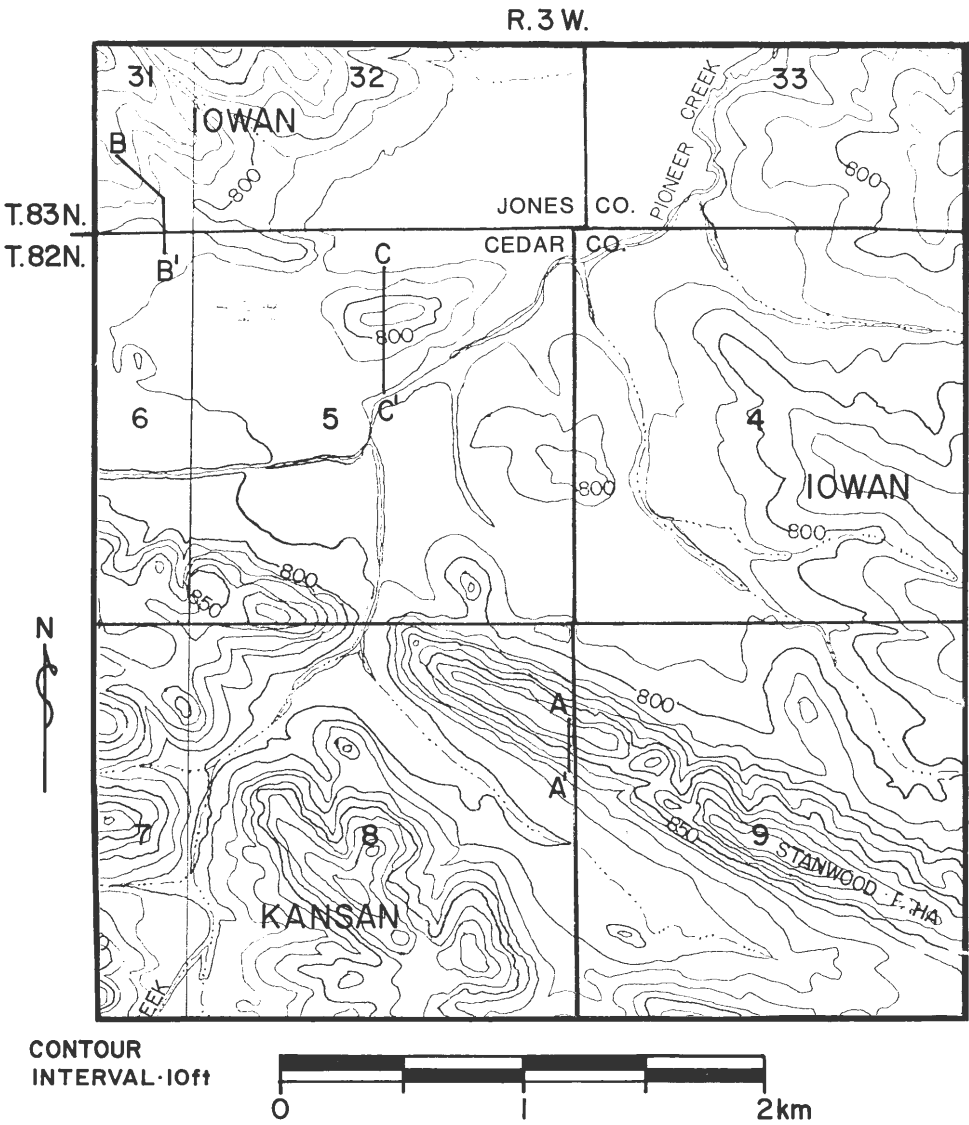 R. 3 W.
31
32
33
IOWAN
PIONEER CREEK
B
800
800
T.83N.
JONES CO.
T.82N.
CEDAR CO.
B'
C
800
6
5
C'
4
800
IOWAN
800
800
850
N
A
800
A'
7
8
850
9
STANWOOD
KANSAN
EEK
CONTOUR
INTERVAL·10ft
0
1
2km